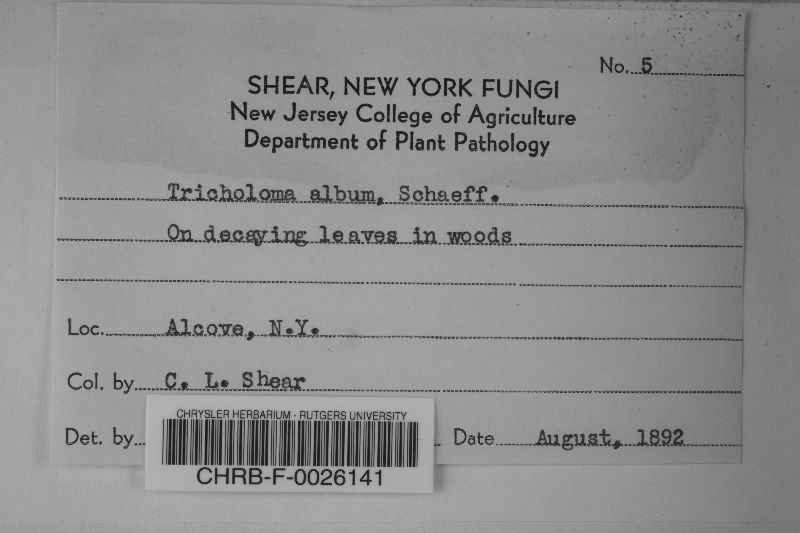 No. 5
SHEAR, NEW YORK FUNGI
New Jersey College of Agriculture
Department of Plant Pathology
Tricholoma album, Schaeff.
On decaying leaves in woods
Loc. Alcove, N.Y.
Col. by C. L. Shear
Det. by Date August, 1892
CHRYSLER HERBARIUM - RUTGERS UNIVERSITY
CHRB-F-0026141